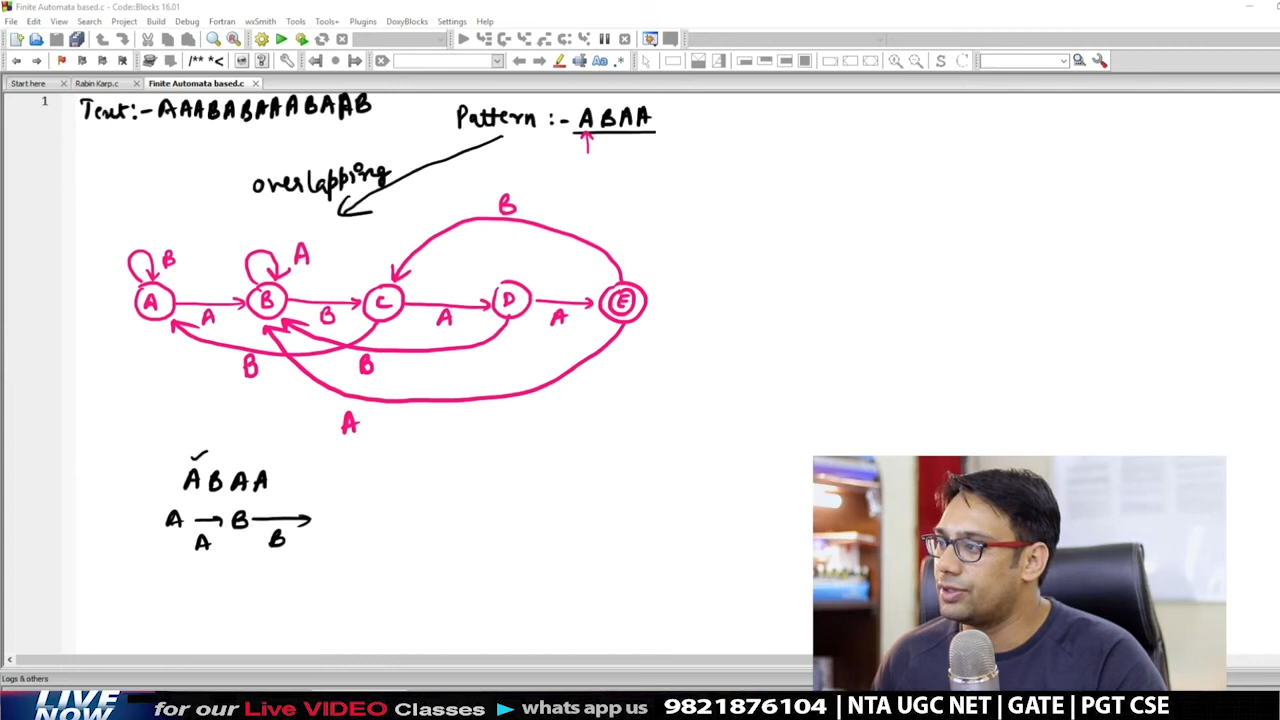 Finite Automata based.c - Code::Blocks 16.01
File Edit View Search Project Build Debug Fortran wxSmith Tools Tools+ Plugins DoxyBlocks Settings Help
Start here Rabin Karp.c Finite Automata based.c
1
Text:- AAABABAAABAAB
Pattern :- ABAA
overlapping
B
B A
A B C D E
A B A A
B B
A
A B A A
A → B →
A B
Logs & others
LIVE NOW for our Live VIDEO Classes whats app us 9821876104 | NTA UGC NET | GATE | PGT CSE